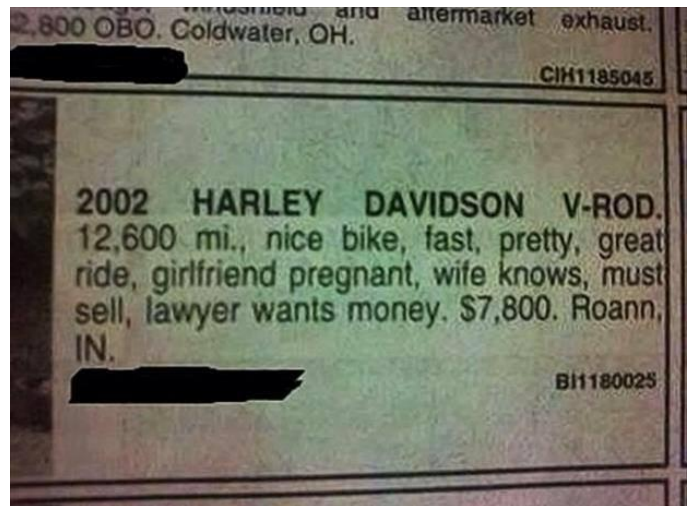 and aftermarket exhaust.
2,800 OBO. Coldwater, OH.
CIH1185045
2002 HARLEY DAVIDSON V-ROD.
12,600 mi., nice bike, fast, pretty, great
ride, girlfriend pregnant, wife knows, must
sell, lawyer wants money. $7,800. Roann,
IN.
BI1180025